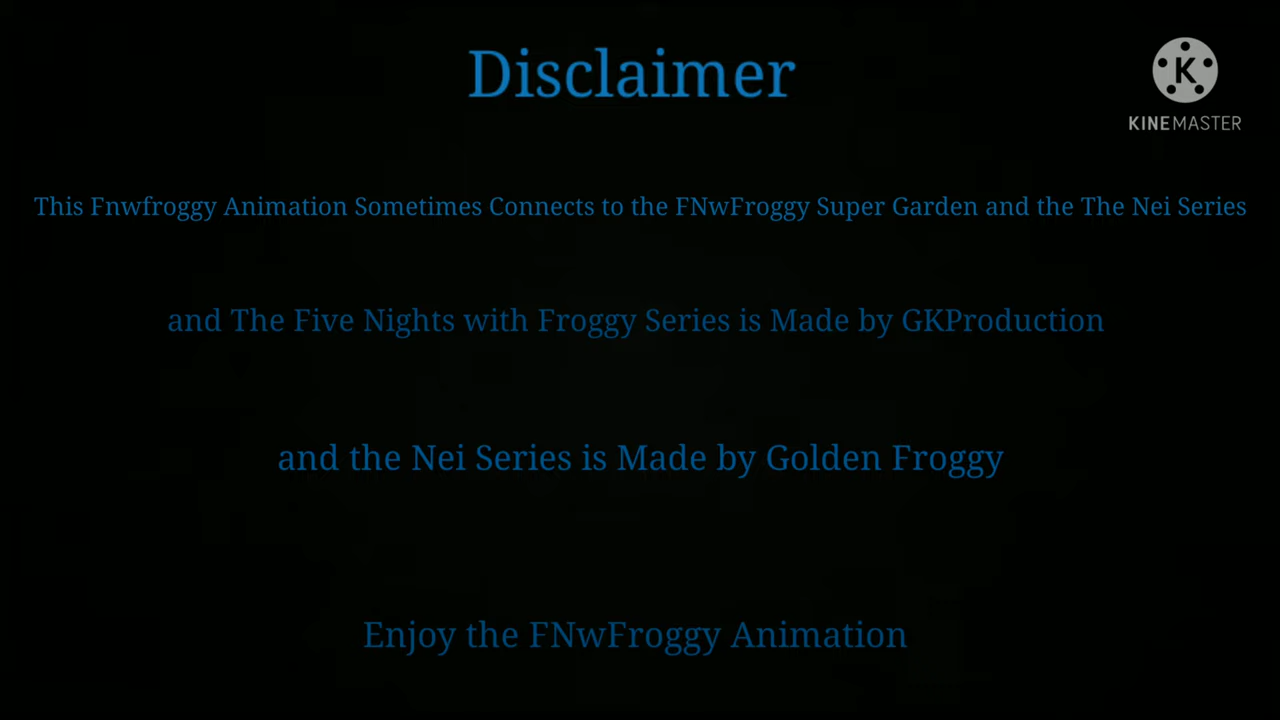 Disclaimer
K
KINEMASTER
This Fnwfroggy Animation Sometimes Connects to the FNwFroggy Super Garden and the The Nei Series
and The Five Nights with Froggy Series is Made by GKProduction
and the Nei Series is Made by Golden Froggy
Enjoy the FNwFroggy Animation